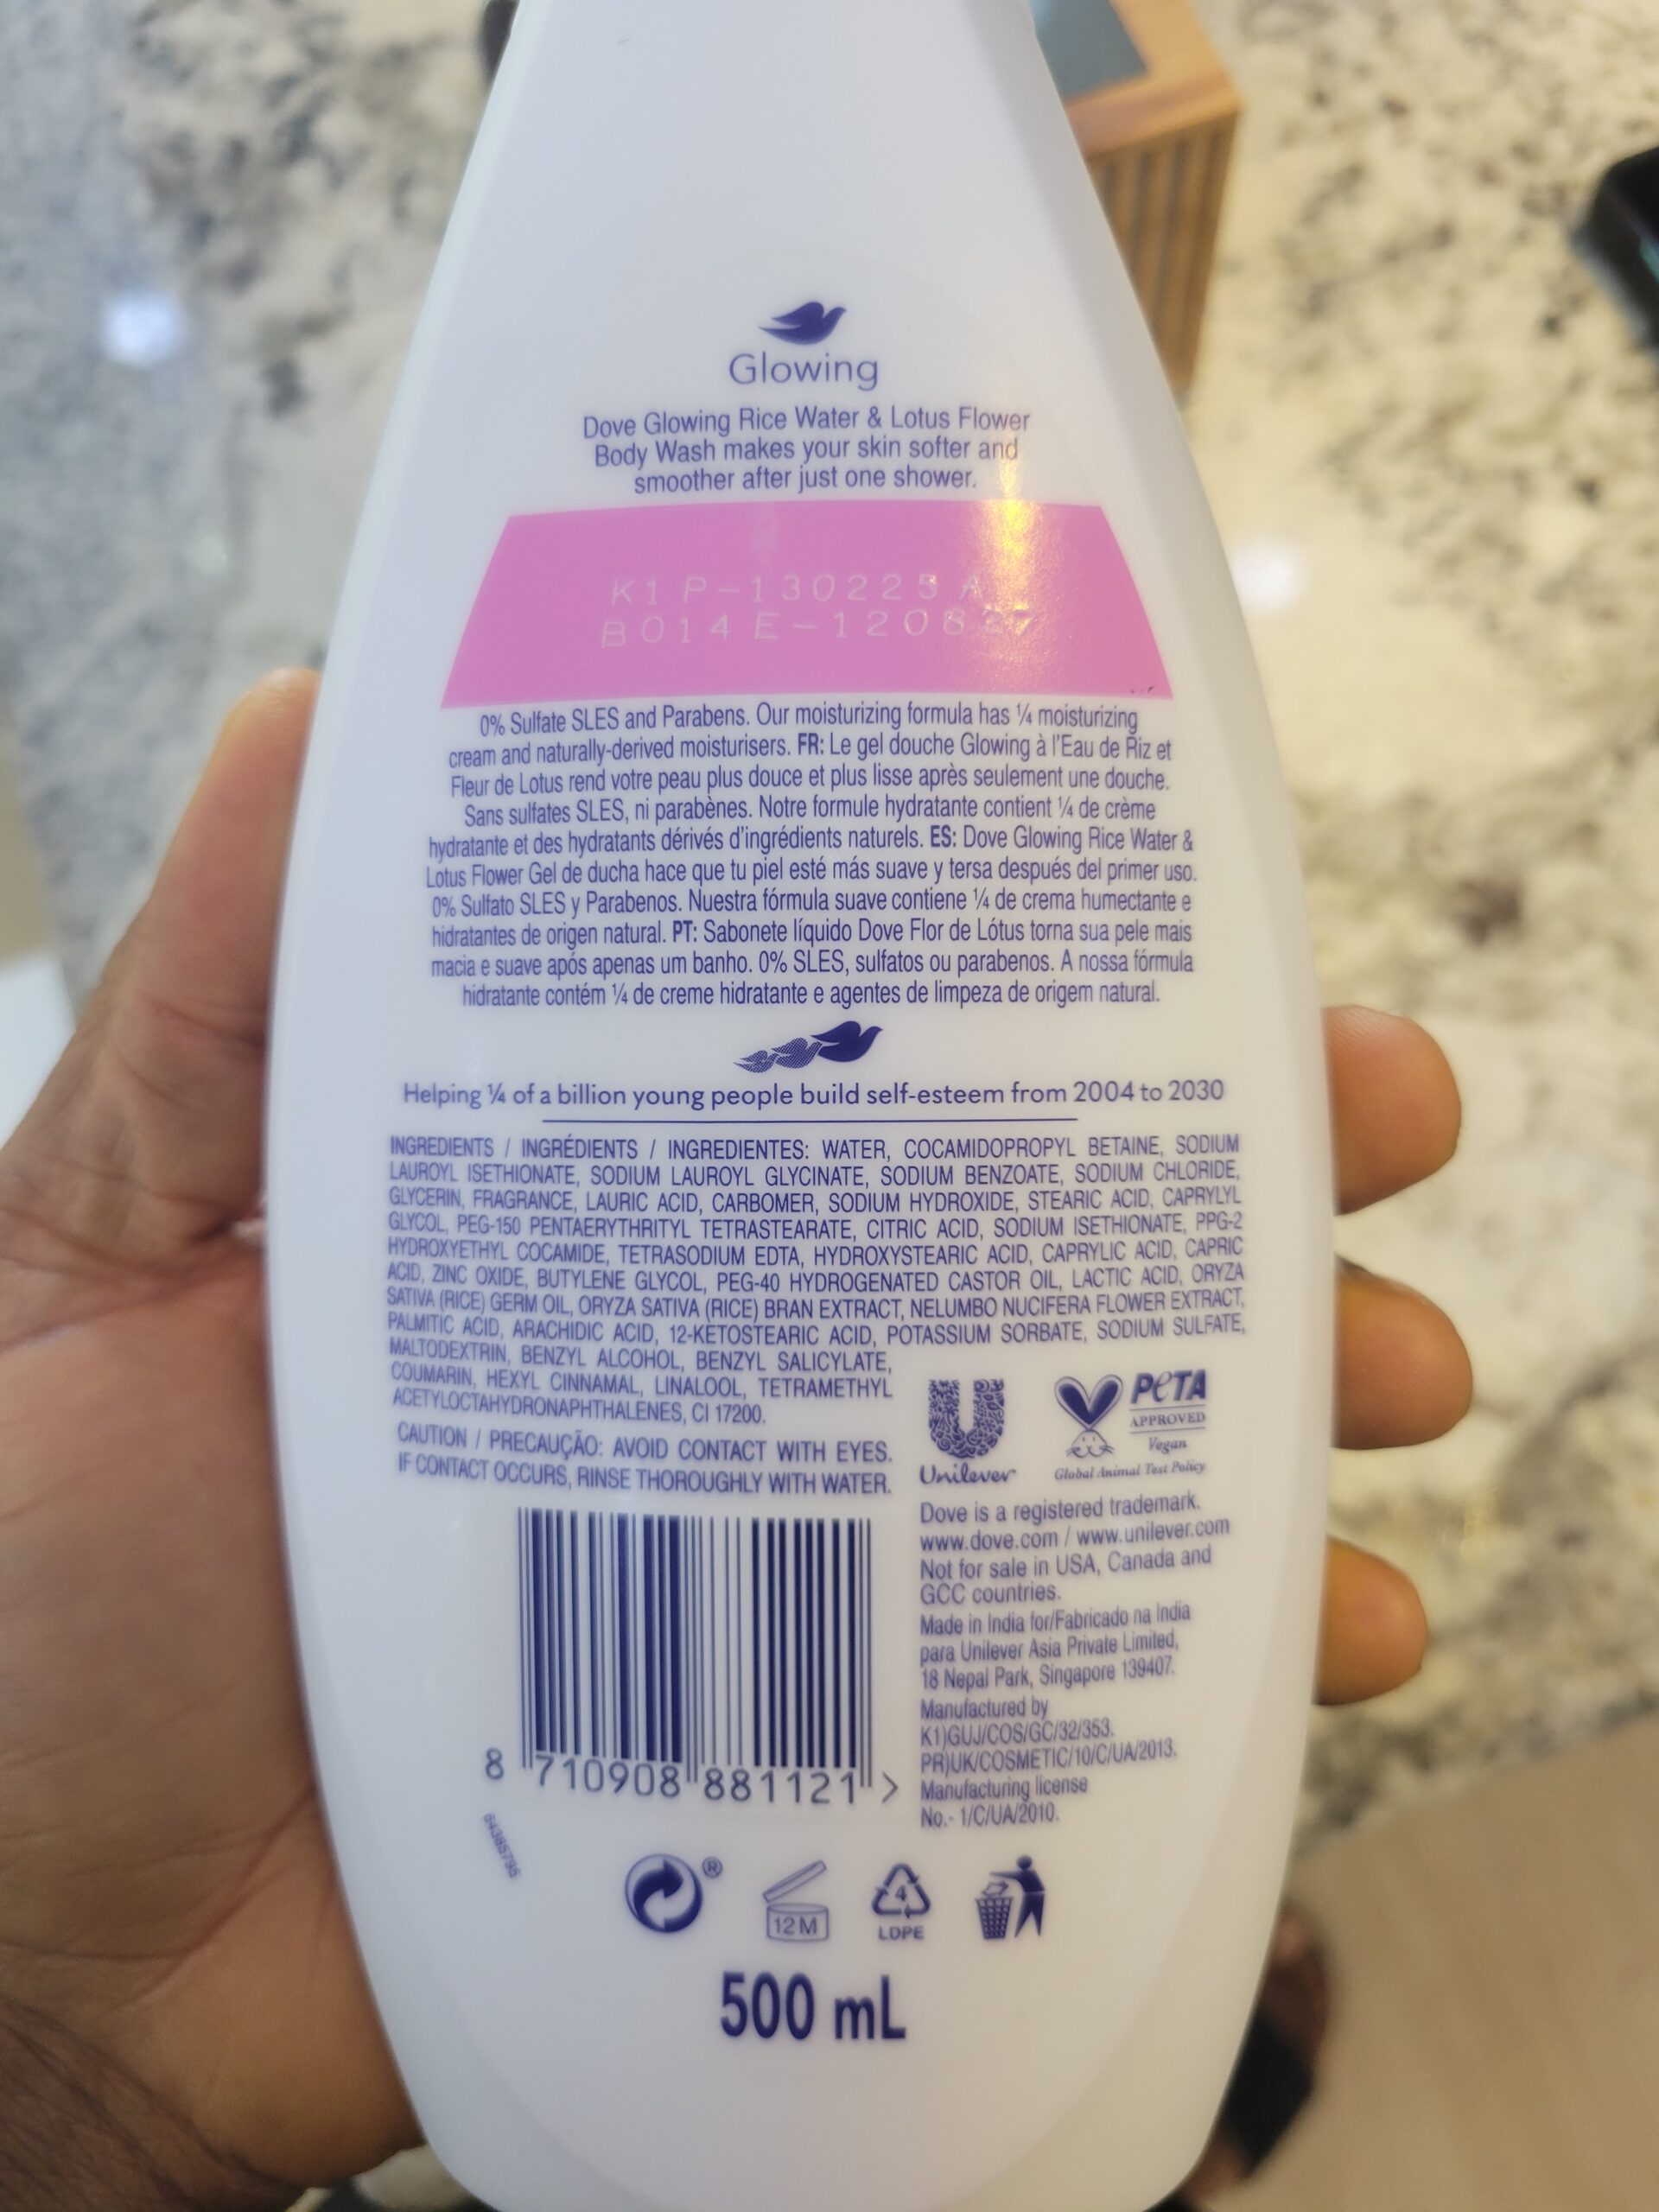 Glowing
Dove Glowing Rice Water & Lotus Flower
Body Wash makes your skin softer and
smoother after just one shower.
K1 P-130225 A
B014 E-120827
0% Sulfate SLES and Parabens. Our moisturizing formula has ¼ moisturizing
cream and naturally-derived moisturisers. FR: Le gel douche Glowing à l'Eau de Riz et
Fleur de Lotus rend votre peau plus douce et plus lisse après seulement une douche.
Sans sulfates SLES, ni parabènes. Notre formule hydratante contient ¼ de crème
hydratante et des hydratants dérivés d'ingrédients naturels. ES: Dove Glowing Rice Water &
Lotus Flower Gel de ducha hace que tu piel esté más suave y tersa después del primer uso.
0% Sulfato SLES y Parabenos. Nuestra fórmula suave contiene ¼ de crema humectante e
hidratantes de origen natural. PT: Sabonete líquido Dove Flor de Lótus torna sua pele mais
macia e suave após apenas um banho. 0% SLES, sulfatos ou parabenos. A nossa fórmula
hidratante contém ¼ de creme hidratante e agentes de limpeza de origem natural.
Helping ¼ of a billion young people build self-esteem from 2004 to 2030
INGREDIENTS / INGRÉDIENTS / INGREDIENTES: WATER, COCAMIDOPROPYL BETAINE, SODIUM
LAUROYL ISETHIONATE, SODIUM LAUROYL GLYCINATE, SODIUM BENZOATE, SODIUM CHLORIDE,
GLYCERIN, FRAGRANCE, LAURIC ACID, CARBOMER, SODIUM HYDROXIDE, STEARIC ACID, CAPRYLYL
GLYCOL, PEG-150 PENTAERYTHRITYL TETRASTEARATE, CITRIC ACID, SODIUM ISETHIONATE, PPG-2
HYDROXYETHYL COCAMIDE, TETRASODIUM EDTA, HYDROXYSTEARIC ACID, CAPRYLIC ACID, CAPRIC
ACID, ZINC OXIDE, BUTYLENE GLYCOL, PEG-40 HYDROGENATED CASTOR OIL, LACTIC ACID, ORYZA
SATIVA (RICE) GERM OIL, ORYZA SATIVA (RICE) BRAN EXTRACT, NELUMBO NUCIFERA FLOWER EXTRACT,
PALMITIC ACID, ARACHIDIC ACID, 12-KETOSTEARIC ACID, POTASSIUM SORBATE, SODIUM SULFATE,
MALTODEXTRIN, BENZYL ALCOHOL, BENZYL SALICYLATE,
COUMARIN, HEXYL CINNAMAL, LINALOOL, TETRAMETHYL
ACETYLOCTAHYDRONAPHTHALENES, CI 17200.
CAUTION / PRECAUÇÃO: AVOID CONTACT WITH EYES.
IF CONTACT OCCURS, RINSE THOROUGHLY WITH WATER.
Unilever
PETA
APPROVED
Vegan
Global Animal Test Policy
Dove is a registered trademark.
www.dove.com / www.unilever.com
Not for sale in USA, Canada and
GCC countries.
Made in India for/Fabricado na India
para Unilever Asia Private Limited,
18 Nepal Park, Singapore 139407.
Manufactured by
K1)GUJ/COS/GC/32/353.
PR)UK/COSMETIC/10/C/UA/2013.
Manufacturing license
No.- 1/C/UA/2010.
8 710908 881121 >
64385795
®
12M
4
LDPE
500 mL